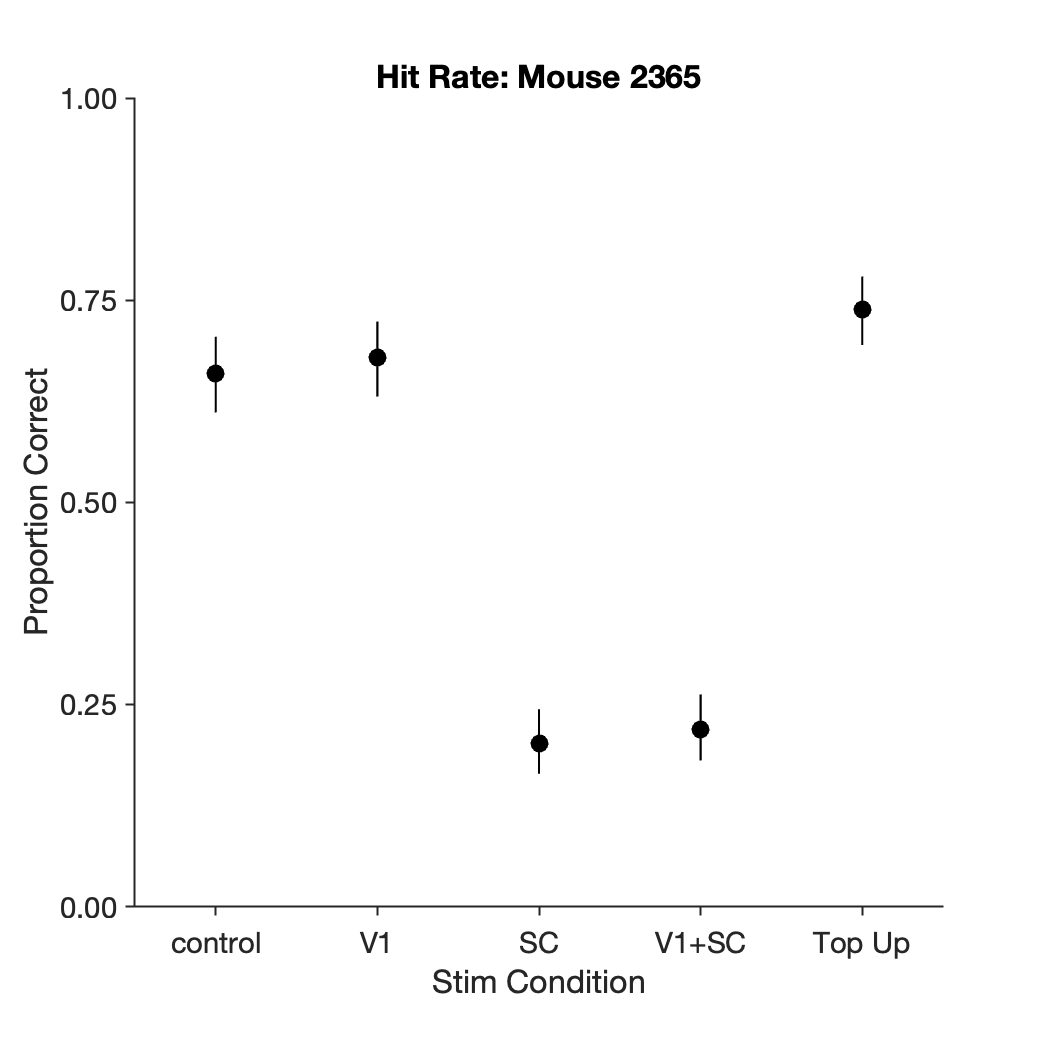 Hit Rate: Mouse 2365
1.00
0.75
0.50
0.25
0.00
Proportion Correct
control V1 SC V1+SC Top Up
Stim Condition